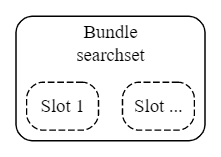 Bundle
searchset
Slot 1
Slot ...